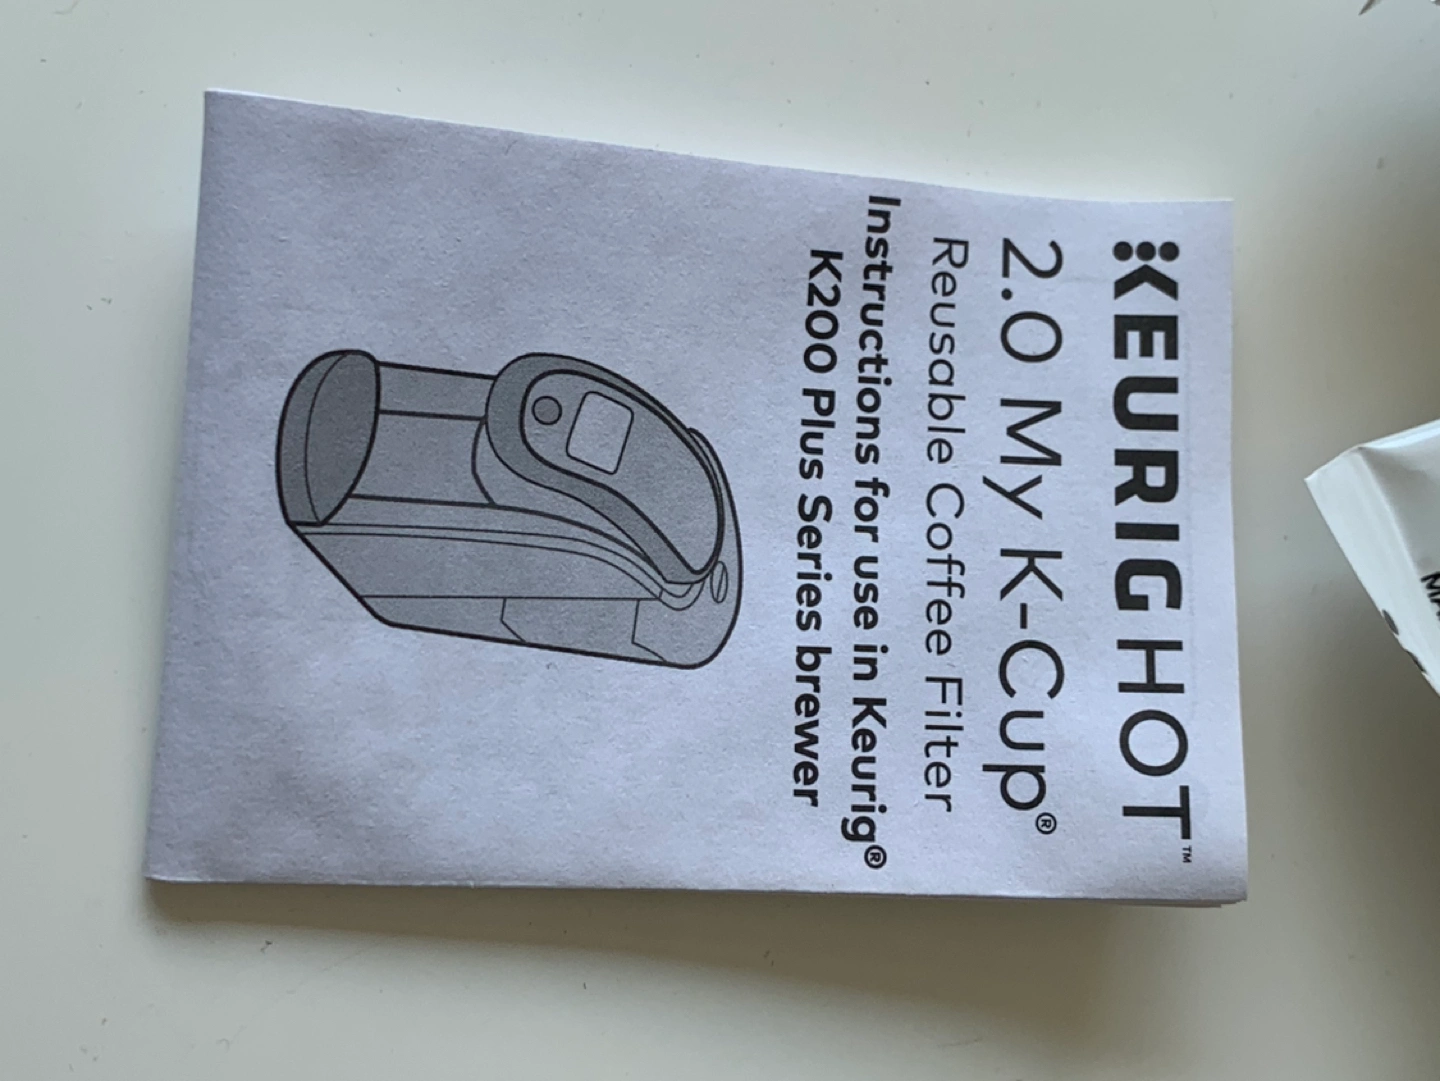 KEURIG HOT™
2.0 My K-Cup®
Reusable Coffee Filter
Instructions for use in Keurig®
K200 Plus Series brewer